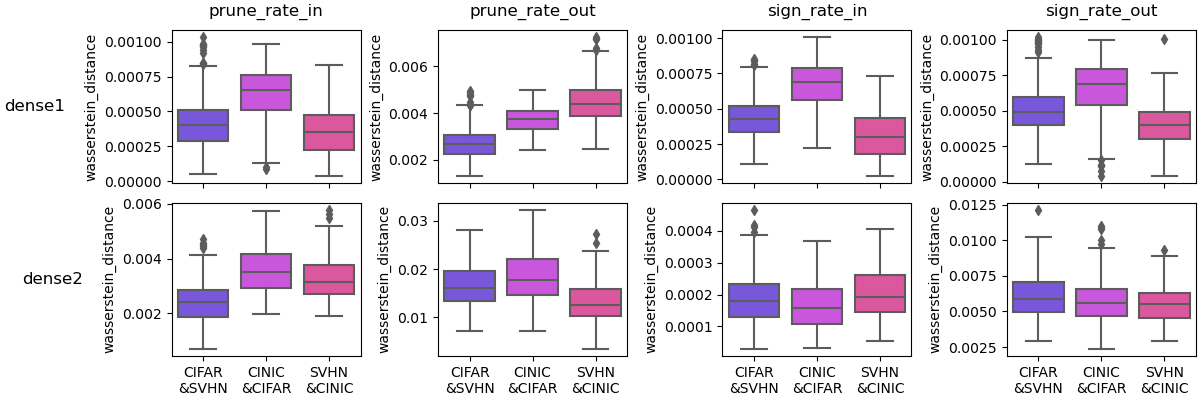 prune_rate_in
prune_rate_out
sign_rate_in
sign_rate_out
dense1
wasserstein_distance
0.00100
0.00075
0.00050
0.00025
0.00000
wasserstein_distance
0.006
0.004
0.002
wasserstein_distance
0.00100
0.00075
0.00050
0.00025
0.00000
wasserstein_distance
0.00100
0.00075
0.00050
0.00025
0.00000
dense2
wasserstein_distance
0.006
0.004
0.002
wasserstein_distance
0.03
0.02
0.01
wasserstein_distance
0.0004
0.0003
0.0002
0.0001
wasserstein_distance
0.0125
0.0100
0.0075
0.0050
0.0025
CIFAR
&SVHN
CINIC
&CIFAR
SVHN
&CINIC
CIFAR
&SVHN
CINIC
&CIFAR
SVHN
&CINIC
CIFAR
&SVHN
CINIC
&CIFAR
SVHN
&CINIC
CIFAR
&SVHN
CINIC
&CIFAR
SVHN
&CINIC